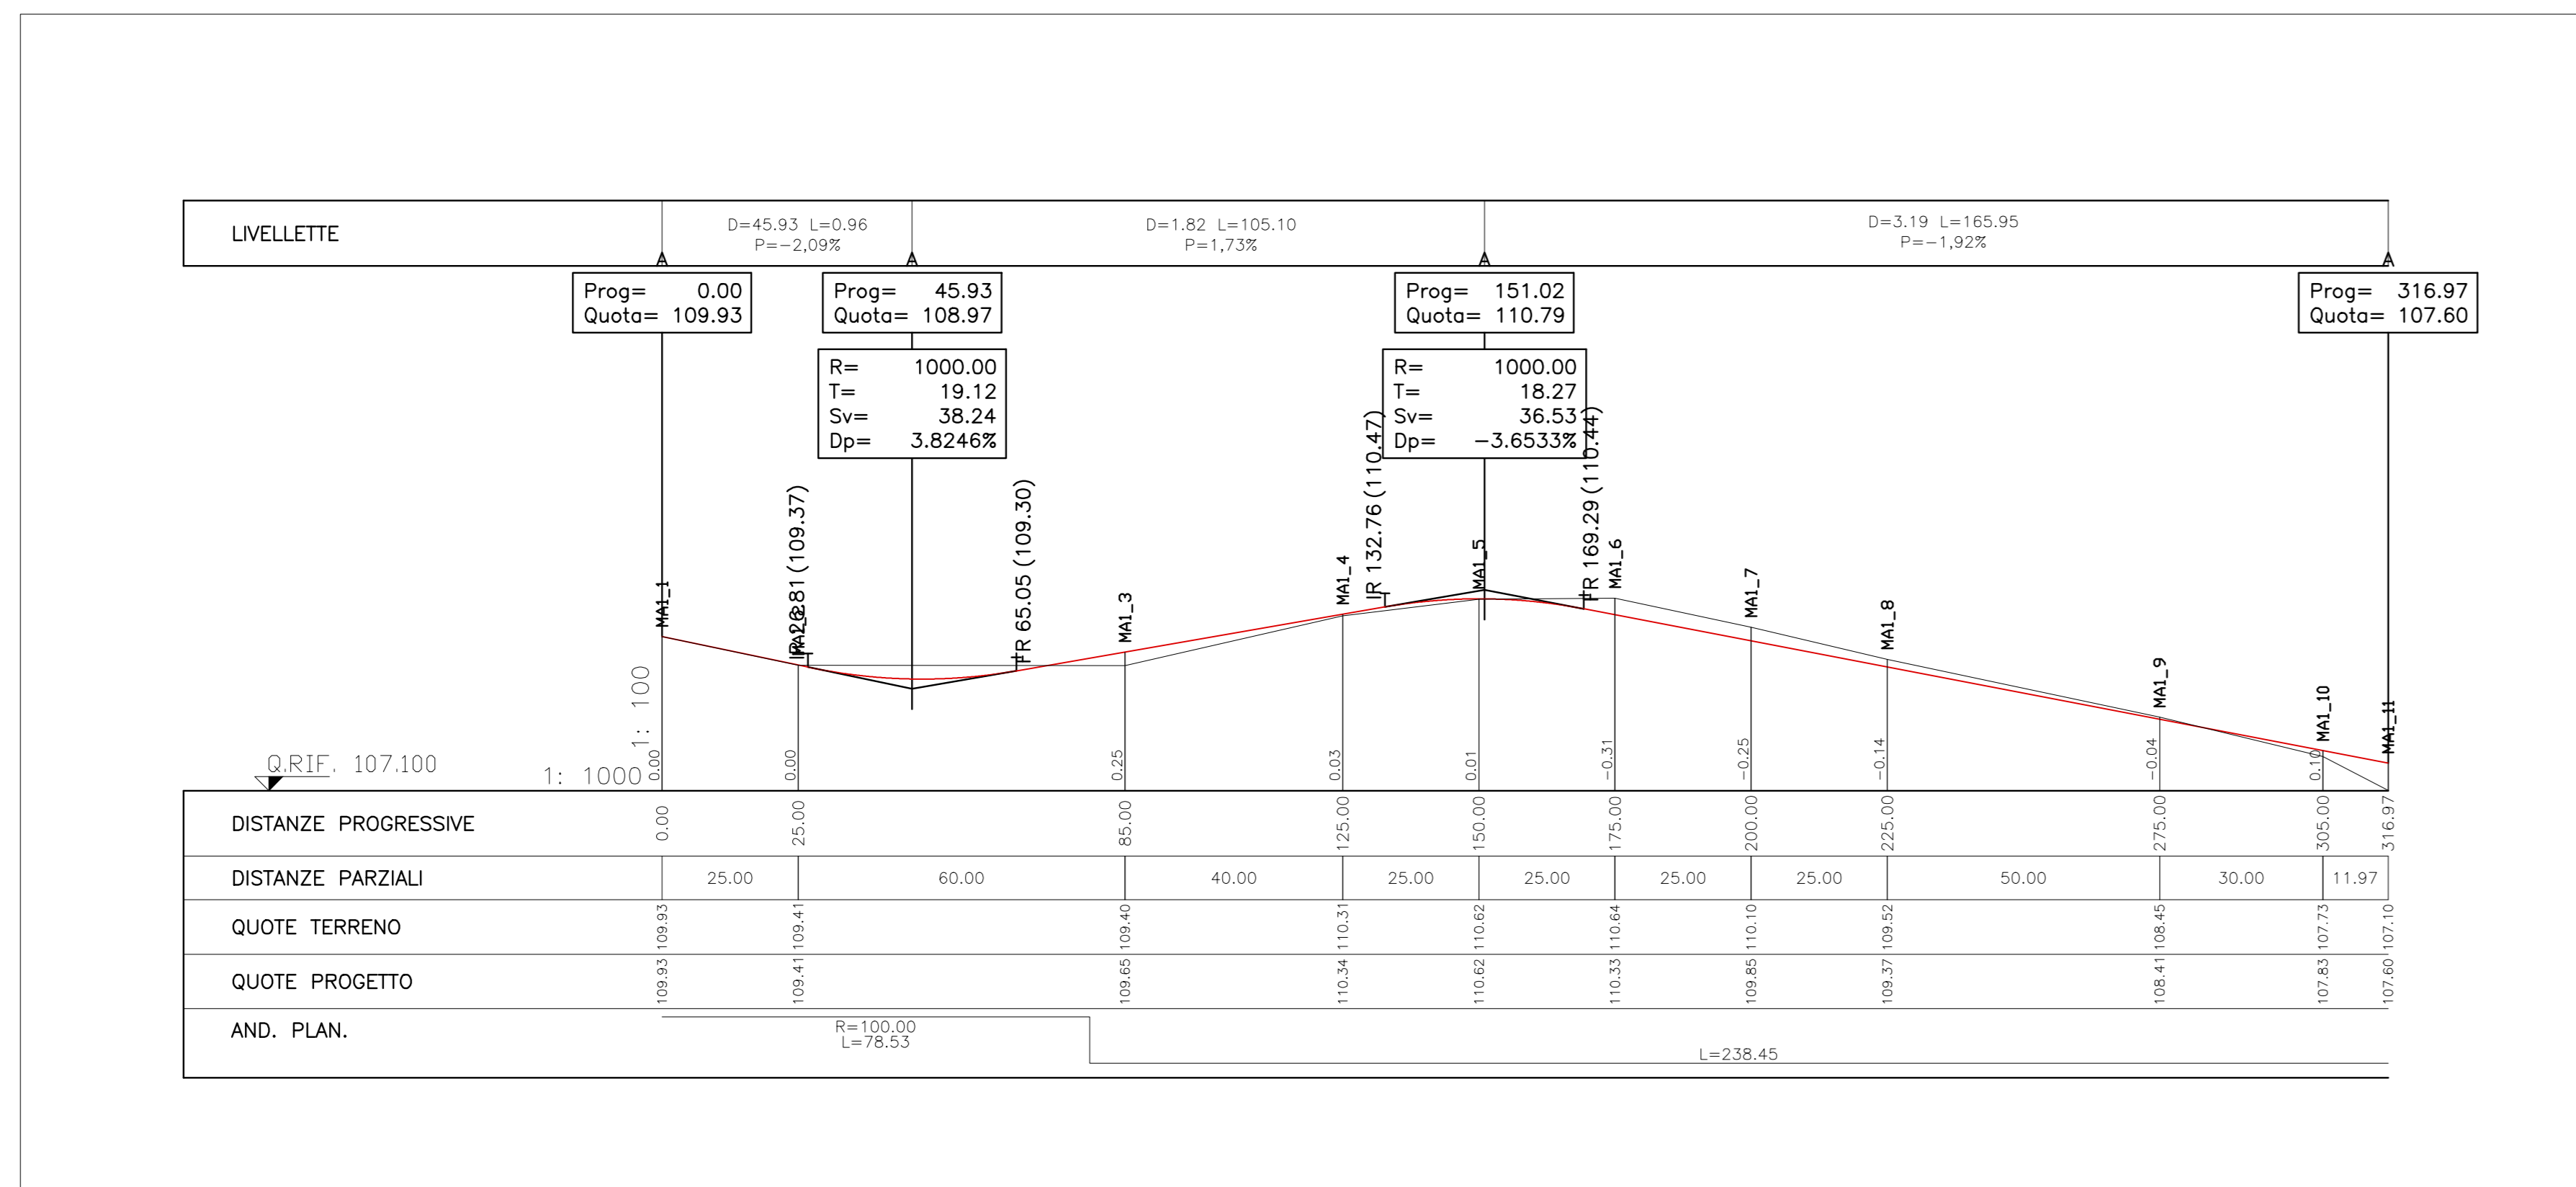 LIVELLETTE
D=45.93 L=0.96
P=-2,09%
D=1.82 L=105.10
P=1,73%
D=3.19 L=165.95
P=-1,92%
Prog= 0.00
Quota= 109.93
Prog= 45.93
Quota= 108.97
Prog= 151.02
Quota= 110.79
Prog= 316.97
Quota= 107.60
R= 1000.00
T= 19.12
Sv= 38.24
Dp= 3.8246%
R= 1000.00
T= 18.27
Sv= 36.53
Dp= -3.6533%
IR 26.81 (109.37)
FR 65.05 (109.30)
IR 132.76 (110.47)
FR 169.29 (110.44)
MA1_1
MA1_2
MA1_3
MA1_4
MA1_5
MA1_6
MA1_7
MA1_8
MA1_9
MA1_10
MA1_11
1: 100
1: 1000
Q.RIF. 107.100
0.00 0.00 0.25 0.03 0.01 -0.31 -0.25 -0.14 -0.04 0.10
DISTANZE PROGRESSIVE 0.00 25.00 85.00 125.00 150.00 175.00 200.00 225.00 275.00 305.00 316.97
DISTANZE PARZIALI 25.00 60.00 40.00 25.00 25.00 25.00 25.00 50.00 30.00 11.97
QUOTE TERRENO 109.93 109.41 109.40 110.31 110.62 110.64 110.10 109.52 108.45 107.73 107.10
QUOTE PROGETTO 109.93 109.41 109.65 110.34 110.62 110.33 109.85 109.37 108.41 107.83 107.60
AND. PLAN.
R=100.00
L=78.53
L=238.45